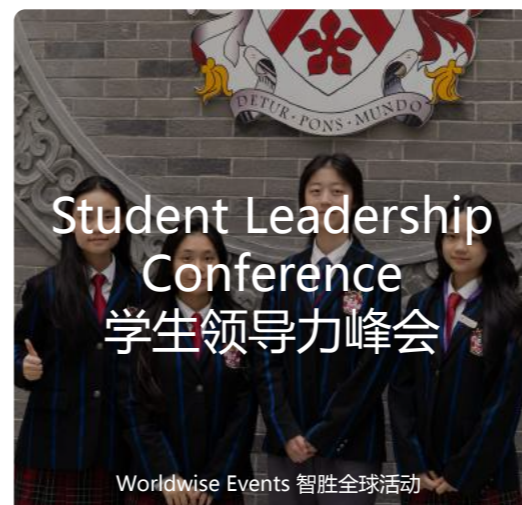 DETUR · PONS · MUNDO
Student Leadership
Conference
学生领导力峰会
Worldwise Events 智胜全球活动